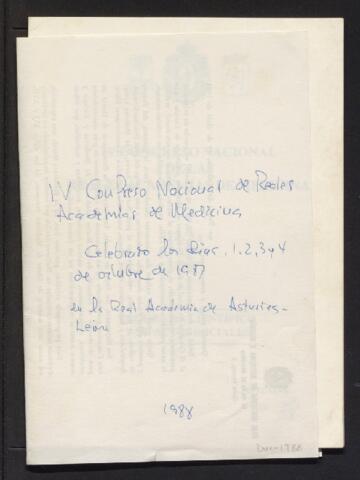 IV Congreso Nacional de Reales
Academias de Medicina
Celebrado los dias, 1, 2, 3 y 4
de octubre de 1987
en la Real Academia de Asturias-
León
1988